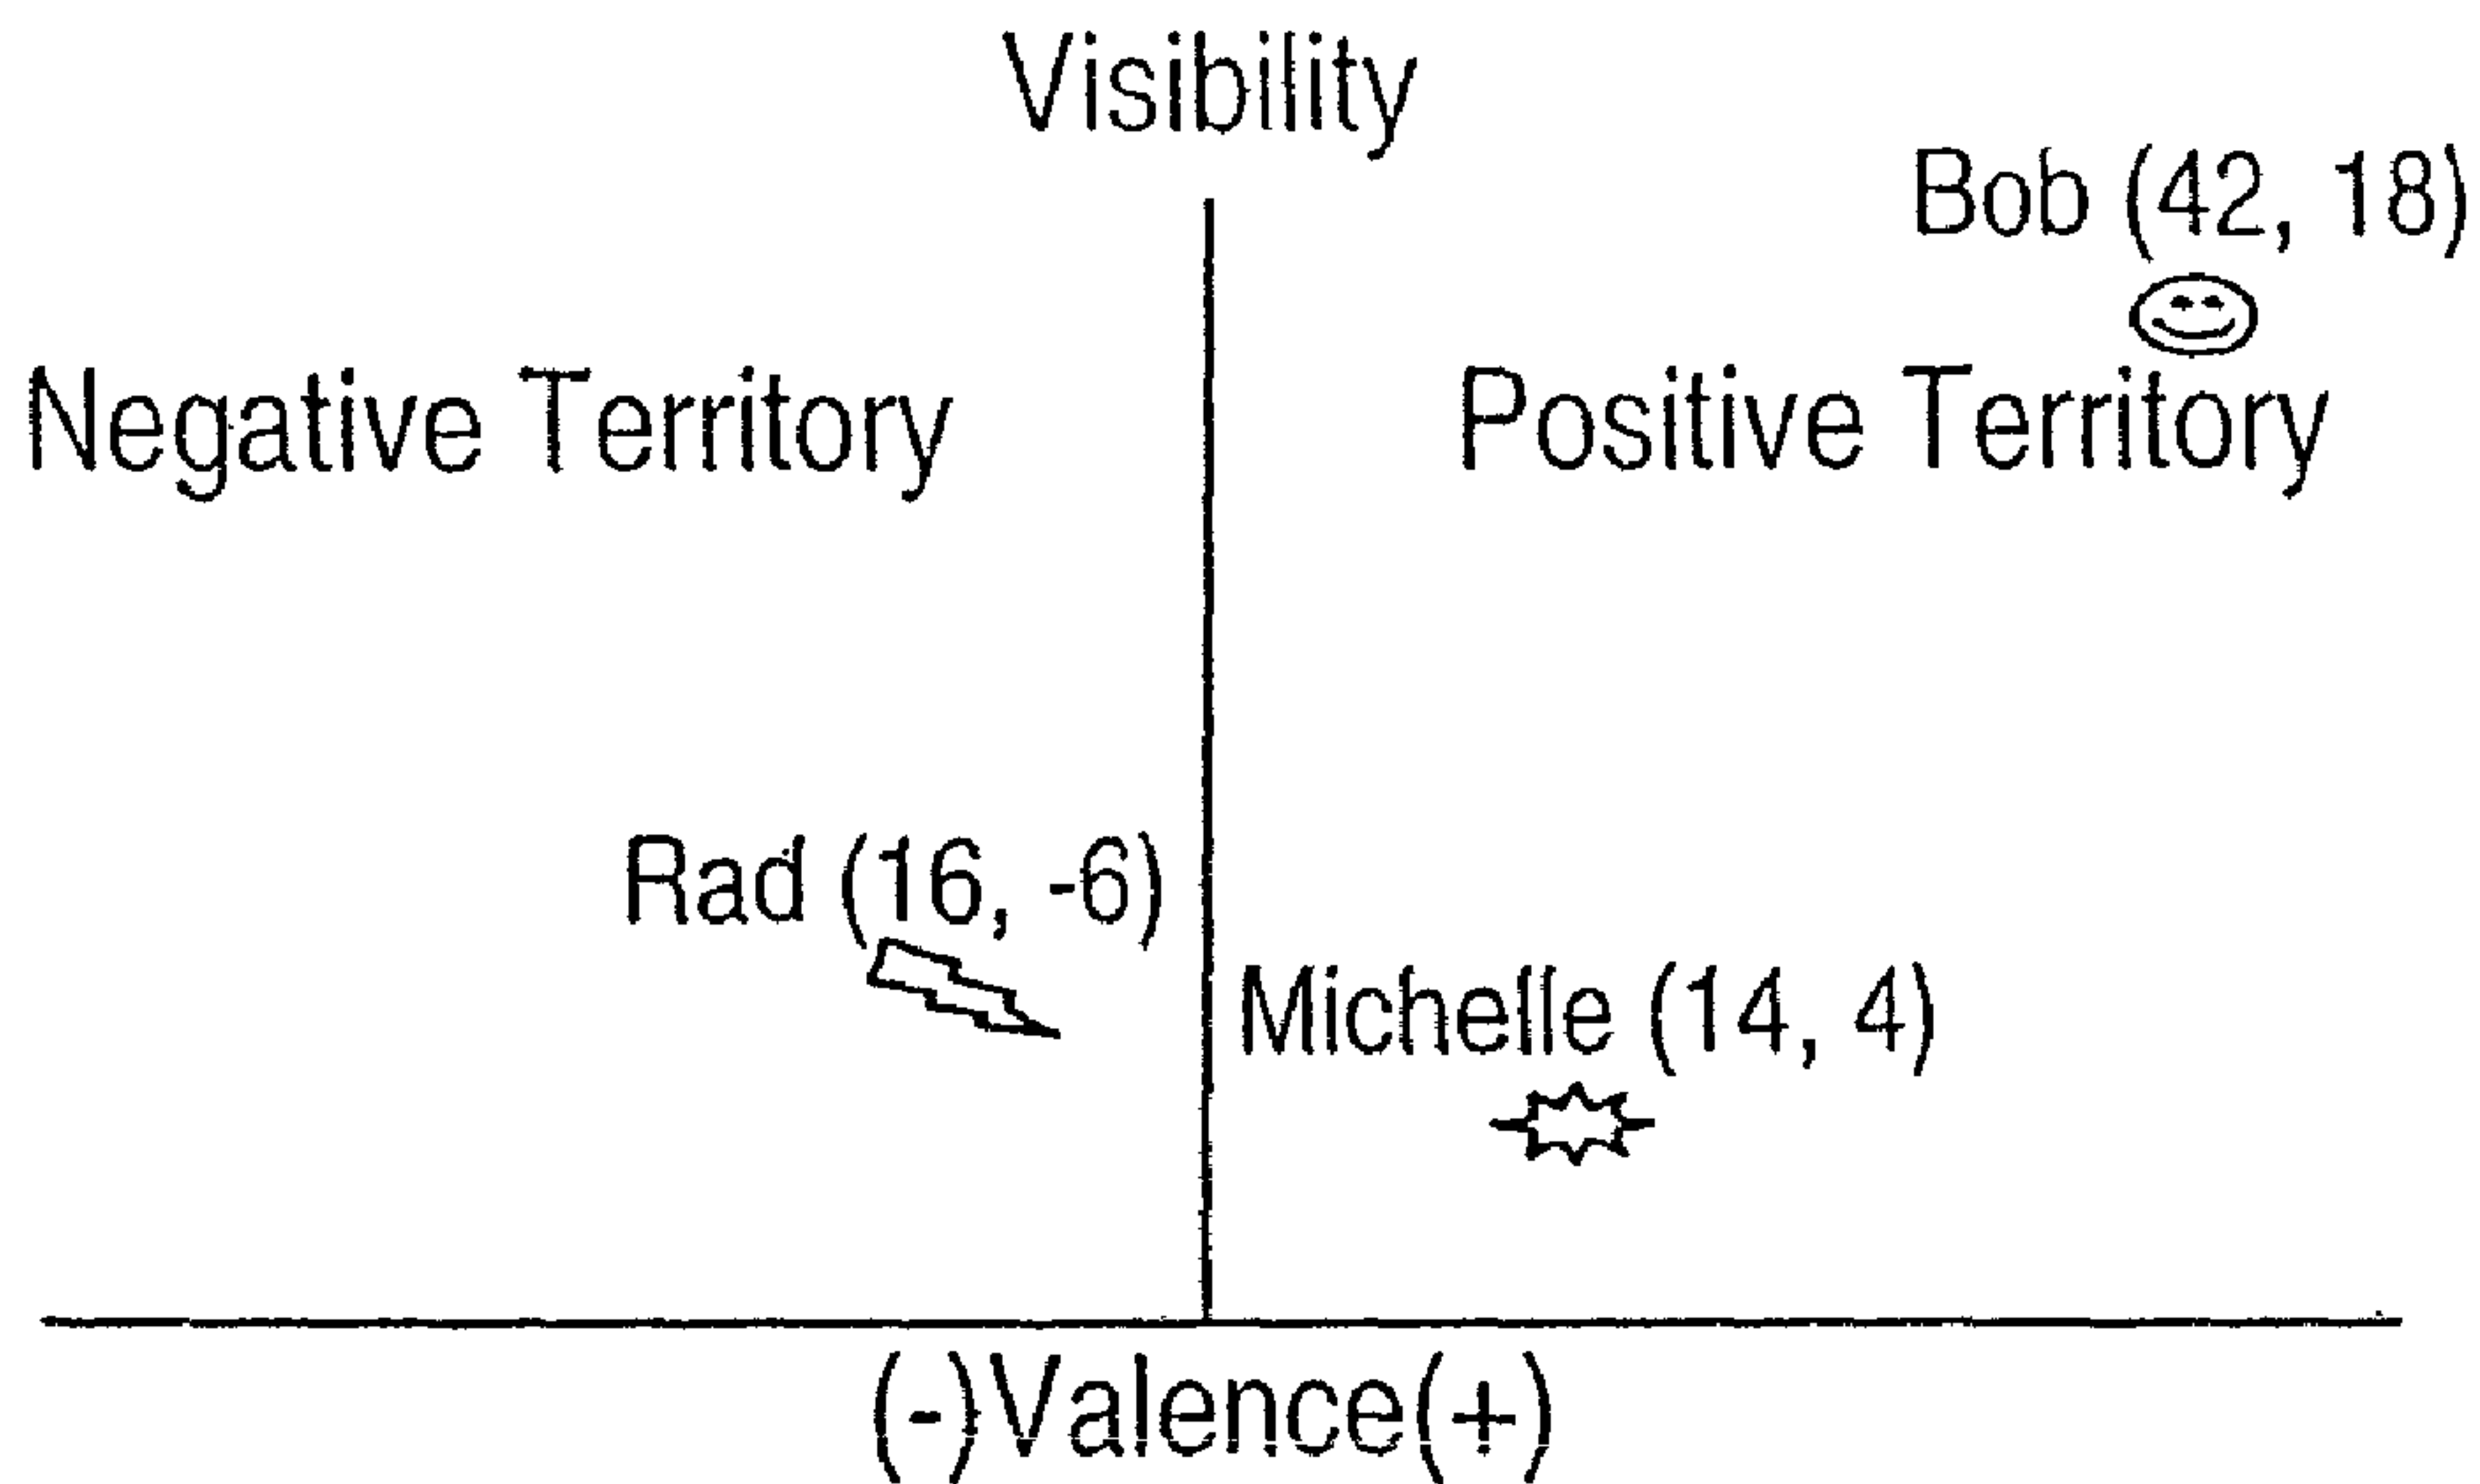 Visibility
Bob (42, 18)
Negative Territory
Positive Territory
Rad (16, -6)
Michelle (14, 4)
(-)Valence(+)